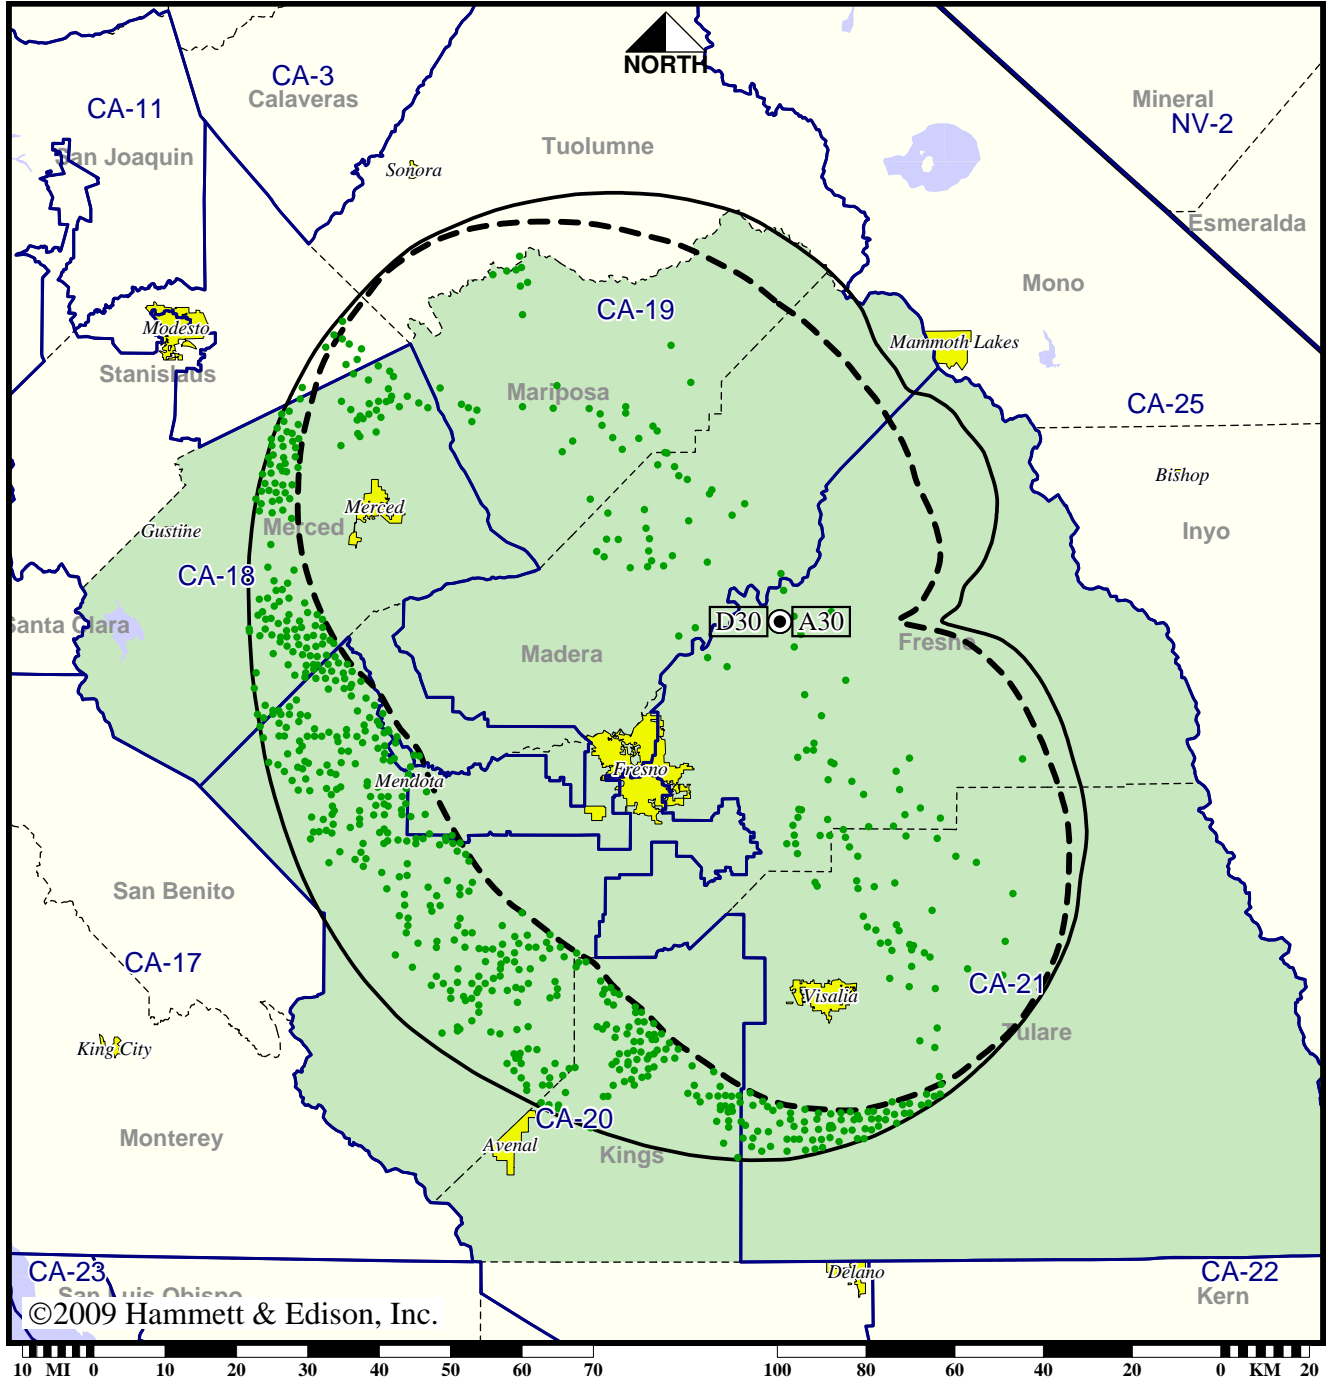 NORTH
CA-3
Calaveras
CA-11
San Joaquin
Sonora
Tuolumne
Mineral
NV-2
Esmeralda
Mono
CA-19
Modesto
Stanislaus
Mammoth Lakes
Mariposa
CA-25
Bishop
Merced
Merced
Gustine
Inyo
CA-18
Santa Clara
D30
A30
Fresno
Madera
Fresno
Mendota
San Benito
CA-17
CA-21
Visalia
Tulare
King City
CA-20
Monterey
Avenal
Kings
CA-23
San Luis Obispo
Delano
CA-22
Kern
©2009 Hammett & Edison, Inc.
10 MI 0 10 20 30 40 50 60 70 100 80 60 40 20 0 KM 20